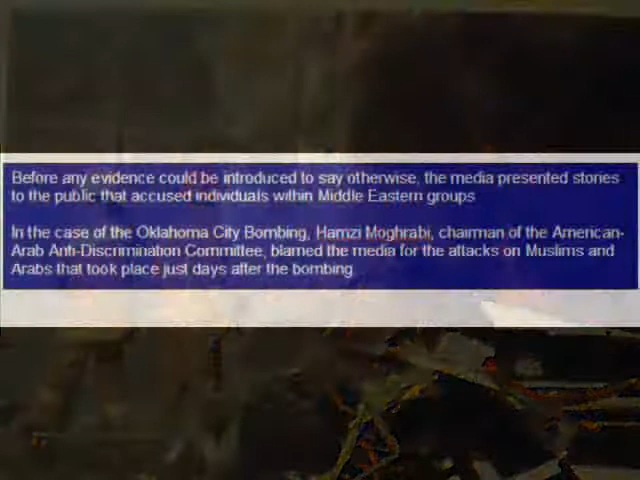 Before any evidence could be introduced to say otherwise, the media presented stories
to the public that accused individuals within Middle Eastern groups
In the case of the Oklahoma City Bombing, Hamzi Moghrabi, chairman of the American-
Arab Anti-Discrimination Committee, blamed the media for the attacks on Muslims and
Arabs that took place just days after the bombing